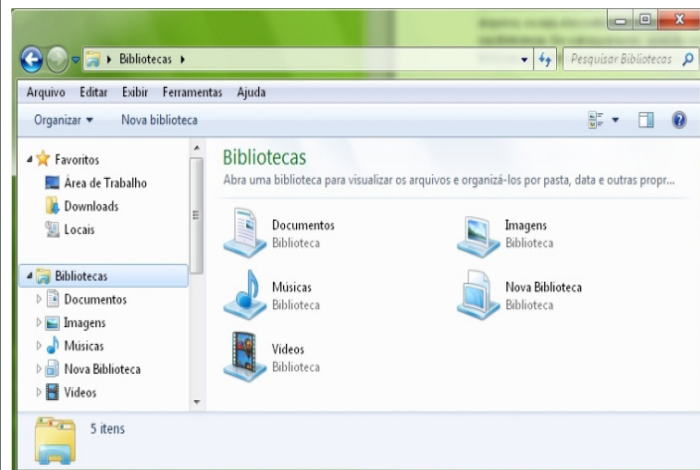 Bibliotecas
Pesquisar Bibliotecas
Arquivo Editar Exibir Ferramentas Ajuda
Organizar Nova biblioteca
Favoritos
Área de Trabalho
Downloads
Locais
Bibliotecas
Documentos
Imagens
Músicas
Nova Biblioteca
Videos
Bibliotecas
Abra uma biblioteca para visualizar os arquivos e organizá-los por pasta, data e outras propr...
Documentos
Biblioteca
Imagens
Biblioteca
Músicas
Biblioteca
Nova Biblioteca
Biblioteca
Videos
Biblioteca
5 itens